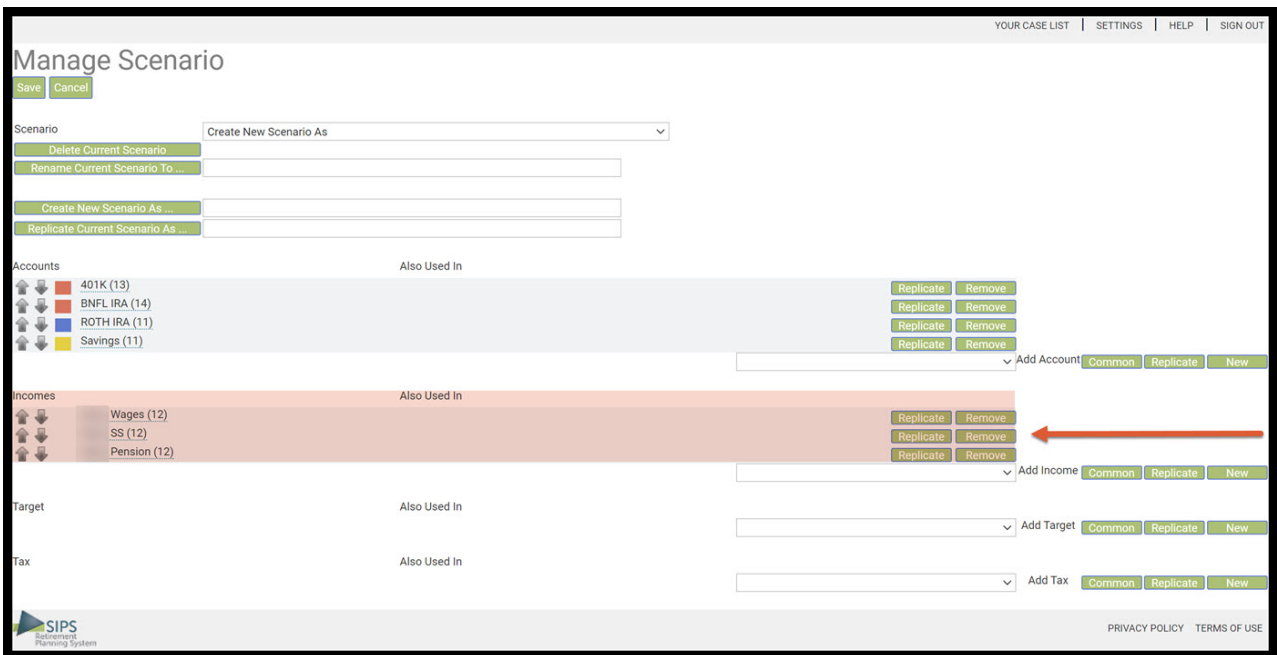 YOUR CASE LIST | SETTINGS | HELP | SIGN OUT
Manage Scenario
Save Cancel
Scenario Create New Scenario As
Delete Current Scenario
Rename Current Scenario To ...
Create New Scenario As ...
Replicate Current Scenario As ...
Accounts Also Used In
401K (13) Replicate Remove
BNFL IRA (14) Replicate Remove
ROTH IRA (11) Replicate Remove
Savings (11) Replicate Remove
Add Account Common Replicate New
Incomes Also Used In
Wages (12) Replicate Remove
SS (12) Replicate Remove
Pension (12) Replicate Remove
Add Income Common Replicate New
Target Also Used In
Add Target Common Replicate New
Tax Also Used In
Add Tax Common Replicate New
SIPS
Retirement
Planning System
PRIVACY POLICY TERMS OF USE